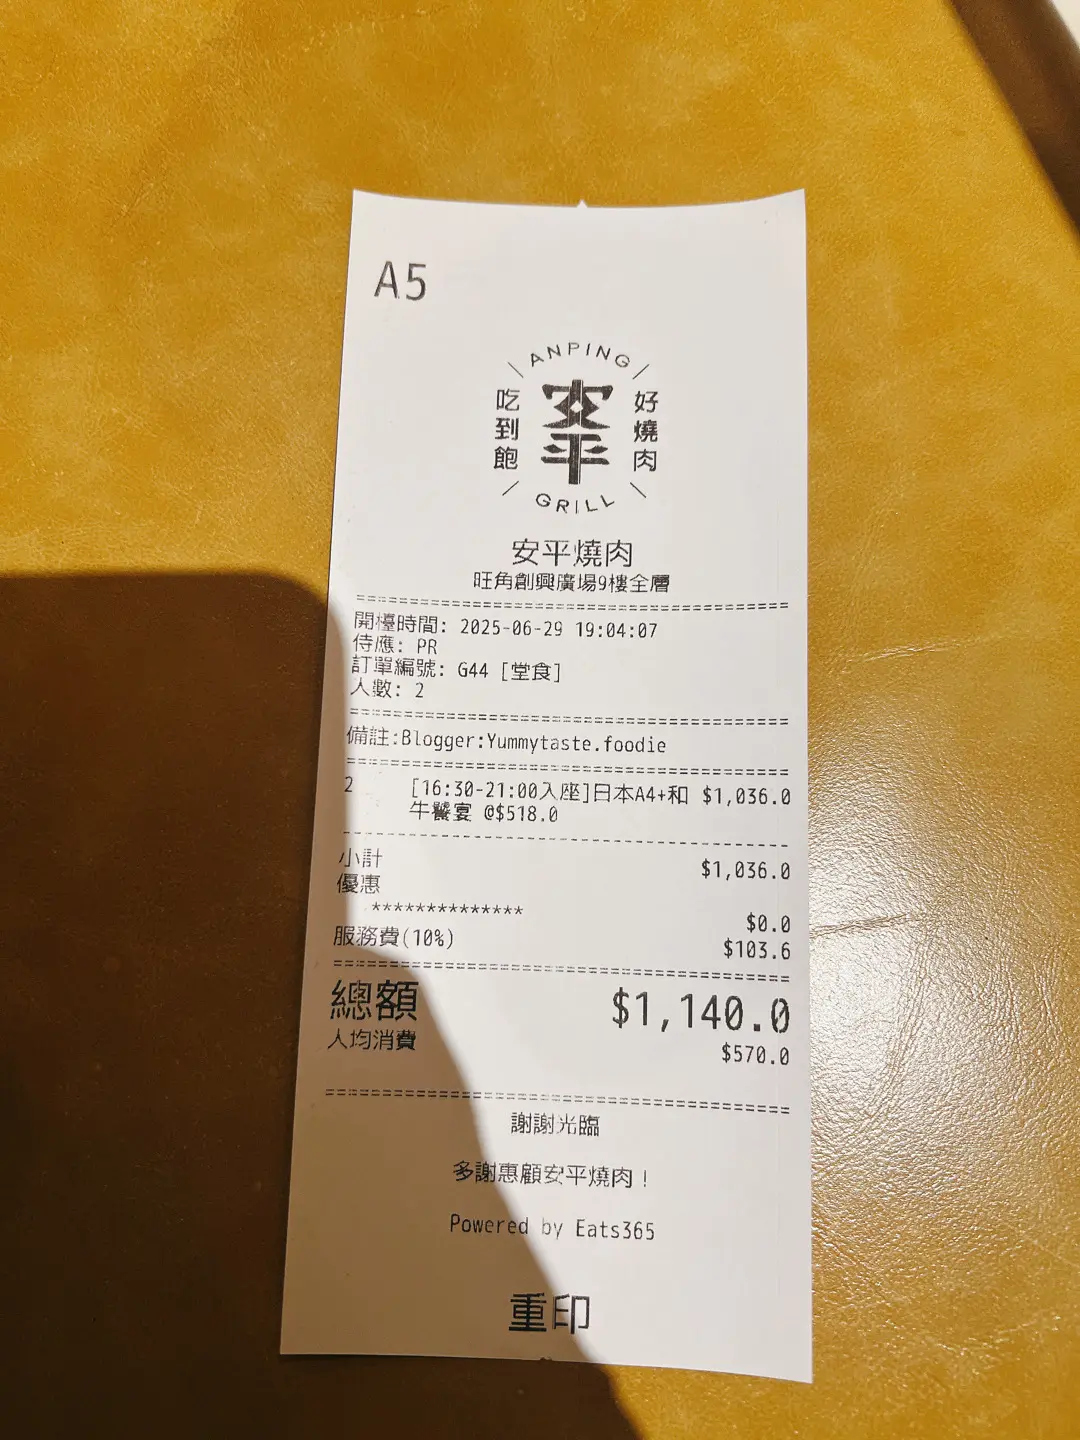 A5
ANPING
吃到飽
安平
好燒肉
GRILL
安平燒肉
旺角創興廣場9樓全層
開檯時間: 2025-06-29 19:04:07
侍應: PR
訂單編號: G44 [堂食]
人數: 2
備註:Blogger:Yummytaste.foodie
2 [16:30-21:00入座]日本A4+和 $1,036.0
牛饗宴 @$518.0
小計 $1,036.0
優惠
************** $0.0
服務費(10%) $103.6
總額 $1,140.0
人均消費 $570.0
謝謝光臨
多謝惠顧安平燒肉！
Powered by Eats365
重印